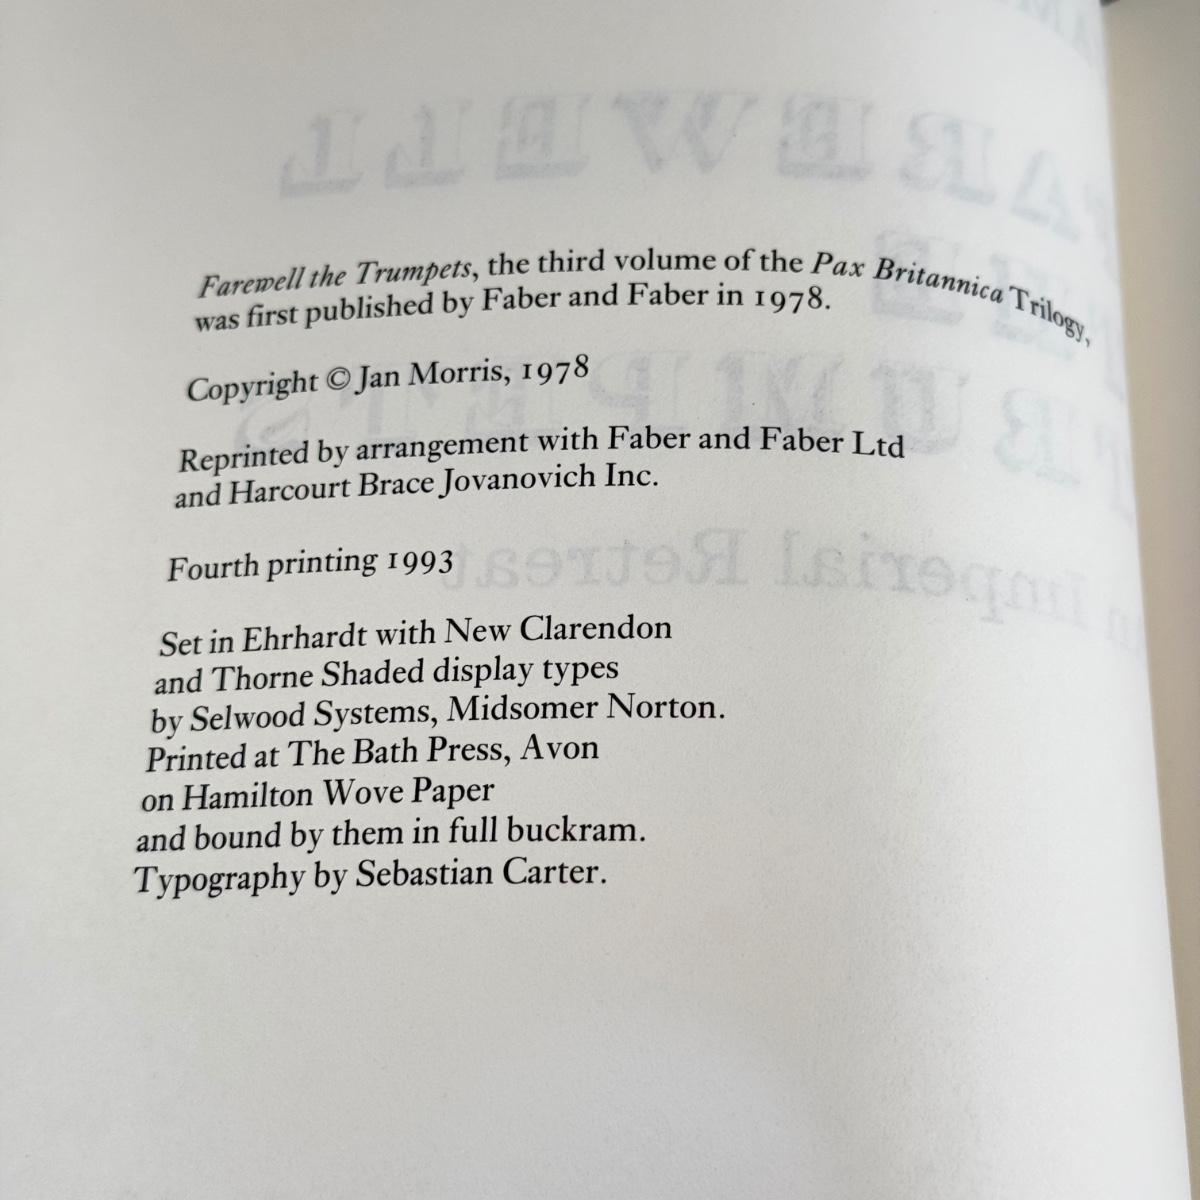 Farewell the Trumpets, the third volume of the Pax Britannica Trilogy,
was first published by Faber and Faber in 1978.
Copyright © Jan Morris, 1978
Reprinted by arrangement with Faber and Faber Ltd
and Harcourt Brace Jovanovich Inc.
Fourth printing 1993
Set in Ehrhardt with New Clarendon
and Thorne Shaded display types
by Selwood Systems, Midsomer Norton.
Printed at The Bath Press, Avon
on Hamilton Wove Paper
and bound by them in full buckram.
Typography by Sebastian Carter.